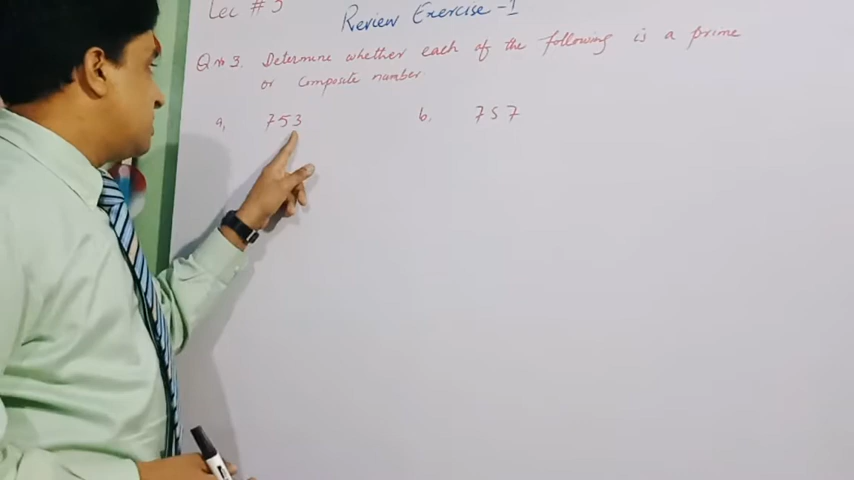 Lec # 3
Review Exercise -1
Q no 3. Determine whether each of the following is a prime
or composite number.
a, 753 b. 757